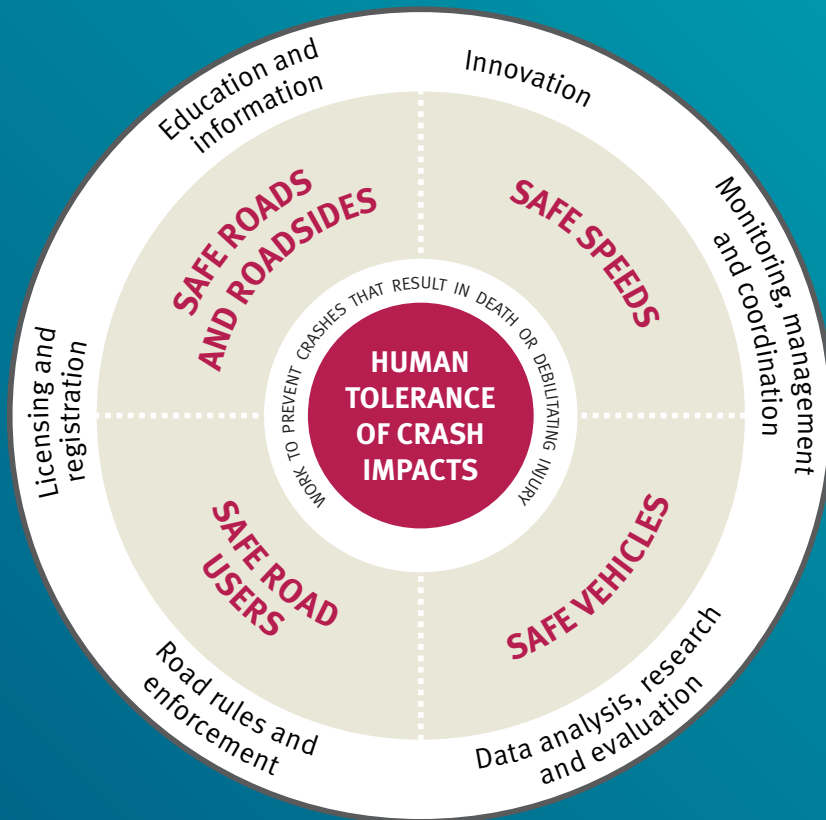 Education and
information
Innovation
Monitoring, management
and coordination
Data analysis, research
and evaluation
Road rules and
enforcement
Licensing and
registration
SAFE ROADS
AND ROADSIDES
SAFE SPEEDS
SAFE VEHICLES
SAFE ROAD
USERS
WORK TO PREVENT CRASHES THAT RESULT IN DEATH OR DEBILITATING INJURY
HUMAN
TOLERANCE
OF CRASH
IMPACTS